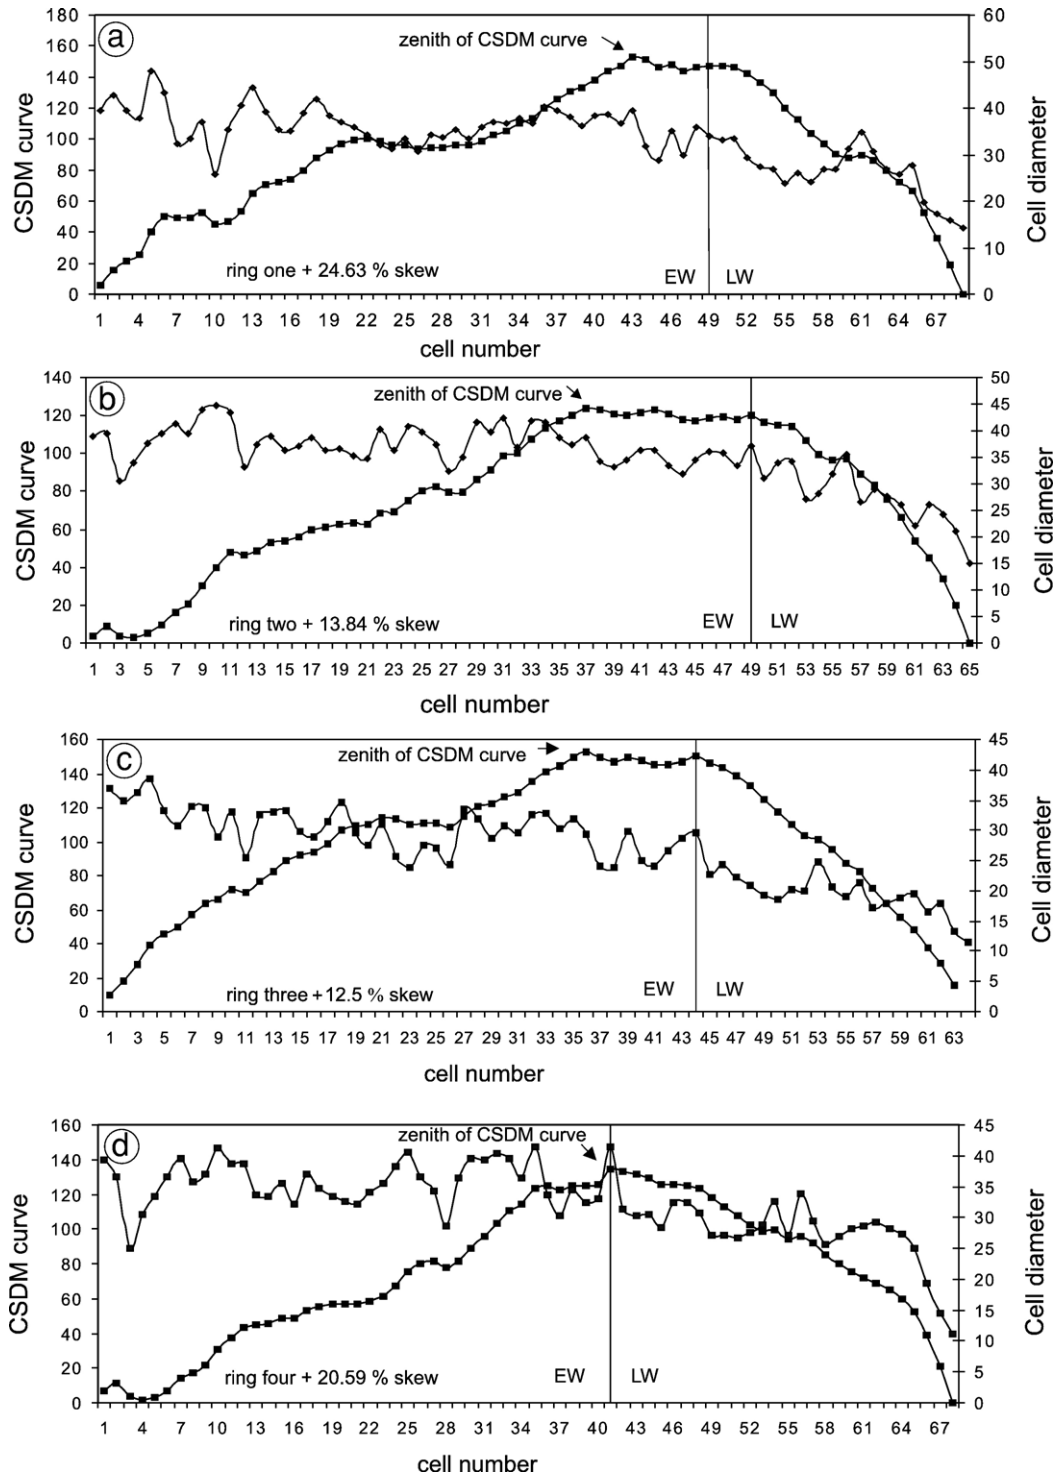 a
zenith of CSDM curve
CSDM curve
Cell diameter
180 160 140 120 100 80 60 40 20 0
60 50 40 30 20 10 0
ring one + 24.63 % skew
EW LW
1 4 7 10 13 16 19 22 25 28 31 34 37 40 43 46 49 52 55 58 61 64 67
cell number
b
zenith of CSDM curve
CSDM curve
Cell diameter
140 120 100 80 60 40 20 0
50 45 40 35 30 25 20 15 10 5 0
ring two + 13.84 % skew
EW LW
1 3 5 7 9 11 13 15 17 19 21 23 25 27 29 31 33 35 37 39 41 43 45 47 49 51 53 55 57 59 61 63 65
cell number
c
zenith of CSDM curve
CSDM curve
Cell diameter
160 140 120 100 80 60 40 20 0
45 40 35 30 25 20 15 10 5 0
ring three + 12.5 % skew
EW LW
1 3 5 7 9 11 13 15 17 19 21 23 25 27 29 31 33 35 37 39 41 43 45 47 49 51 53 55 57 59 61 63
cell number
d
zenith of CSDM curve
CSDM curve
Cell diameter
160 140 120 100 80 60 40 20 0
45 40 35 30 25 20 15 10 5 0
ring four + 20.59 % skew
EW LW
1 4 7 10 13 16 19 22 25 28 31 34 37 40 43 46 49 52 55 58 61 64 67
cell number